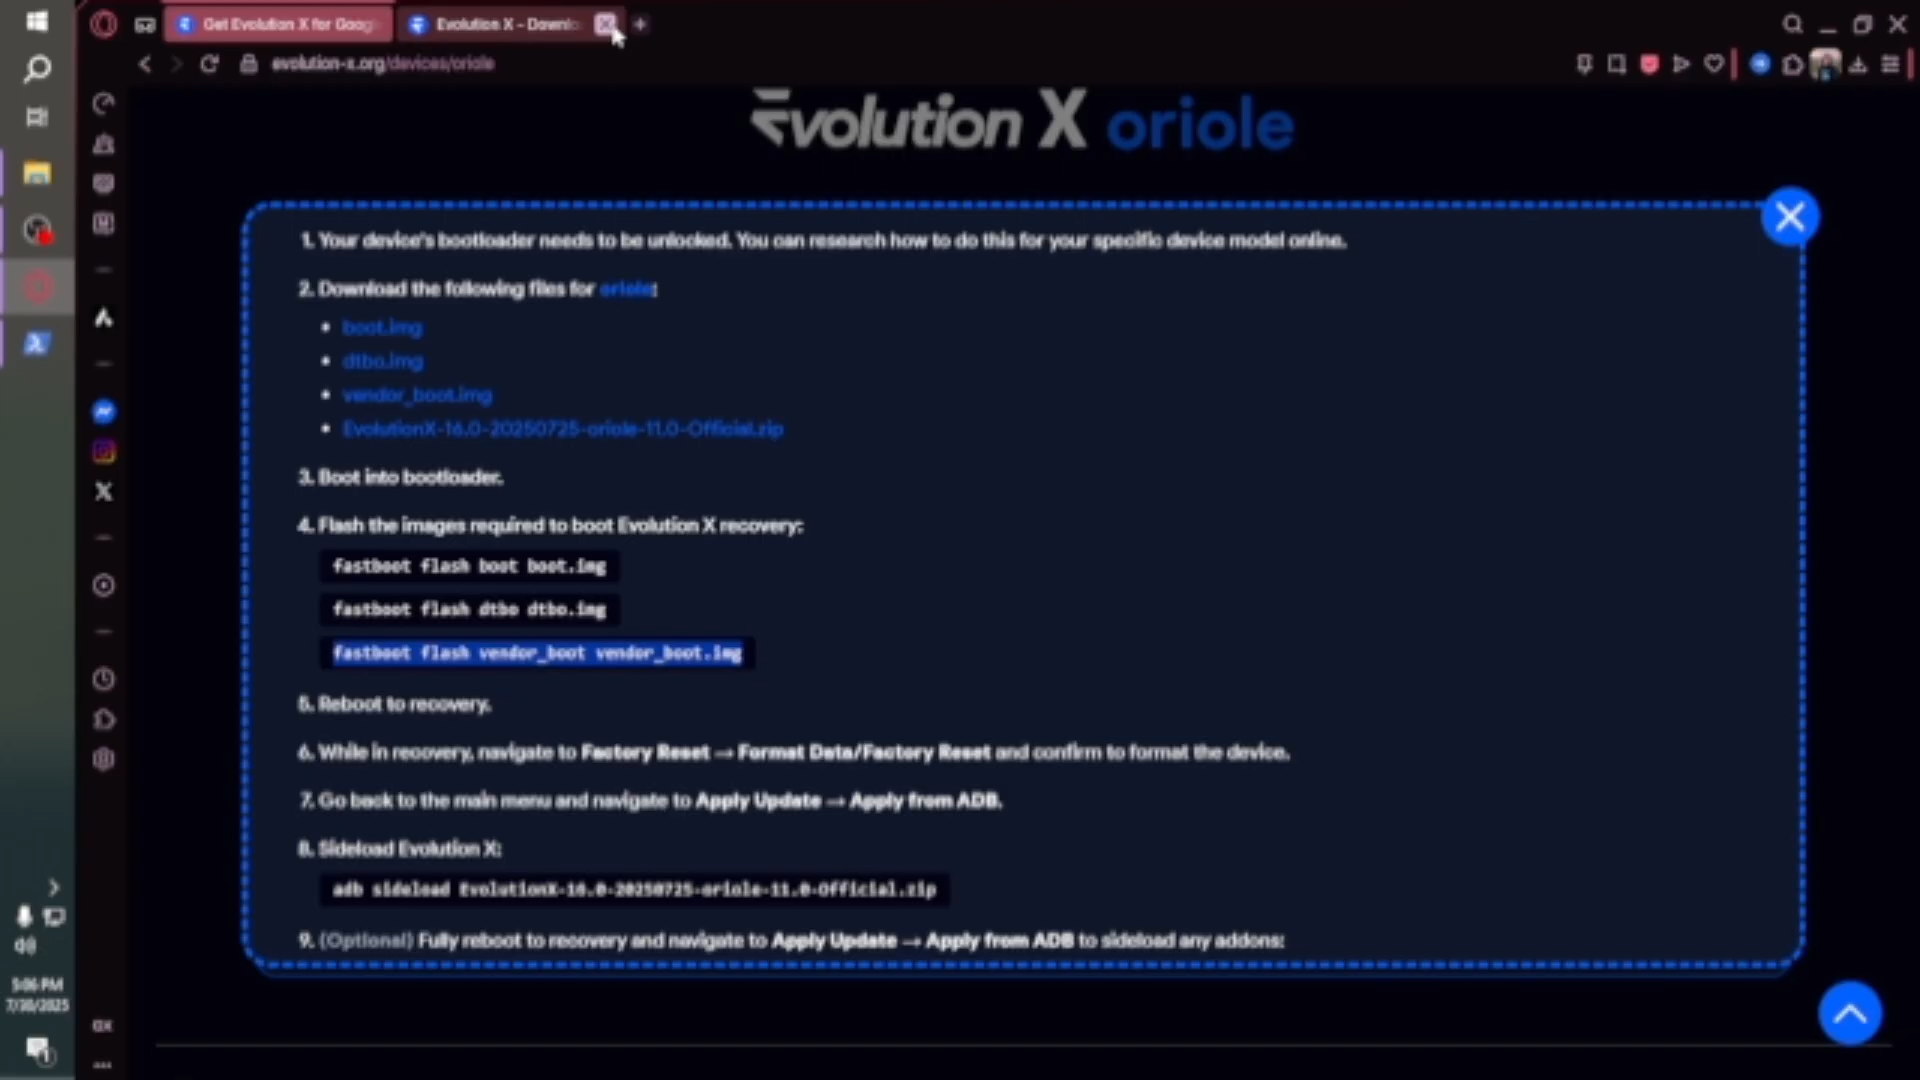 Get Evolution X for Goog
Evolution X - Downlo
evolution-x.org/devices/oriole
Evolution X oriole
1. Your device's bootloader needs to be unlocked. You can research how to do this for your specific device model online.
2. Download the following files for oriole:
• boot.img
• dtbo.img
• vendor_boot.img
• EvolutionX-16.0-20250725-oriole-11.0-Official.zip
3. Boot into bootloader.
4. Flash the images required to boot Evolution X recovery:
fastboot flash boot boot.img
fastboot flash dtbo dtbo.img
fastboot flash vendor_boot vendor_boot.img
5. Reboot to recovery.
6. While in recovery, navigate to Factory Reset → Format Data/Factory Reset and confirm to format the device.
7. Go back to the main menu and navigate to Apply Update → Apply from ADB.
8. Sideload Evolution X:
adb sideload EvolutionX-16.0-20250725-oriole-11.0-Official.zip
9. (Optional) Fully reboot to recovery and navigate to Apply Update → Apply from ADB to sideload any addons:
5:06 PM
7/30/2025